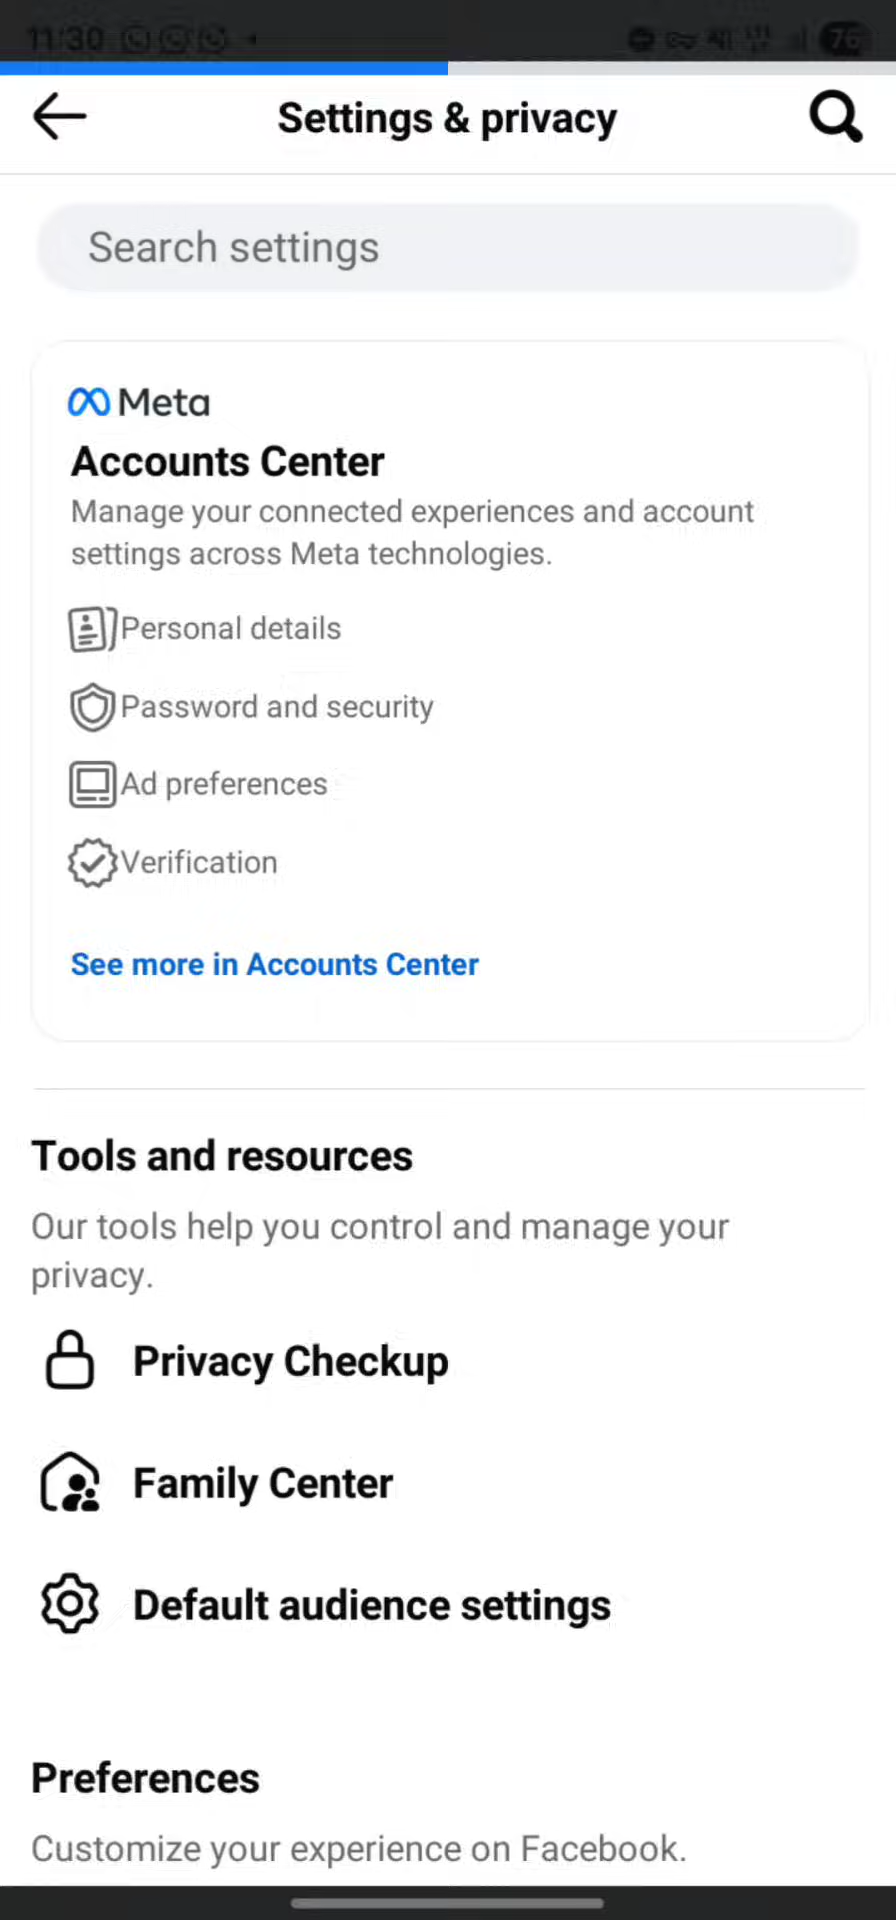 11:30
76
Settings & privacy
Search settings
Meta
Accounts Center
Manage your connected experiences and account
settings across Meta technologies.
Personal details
Password and security
Ad preferences
Verification
See more in Accounts Center
Tools and resources
Our tools help you control and manage your
privacy.
Privacy Checkup
Family Center
Default audience settings
Preferences
Customize your experience on Facebook.